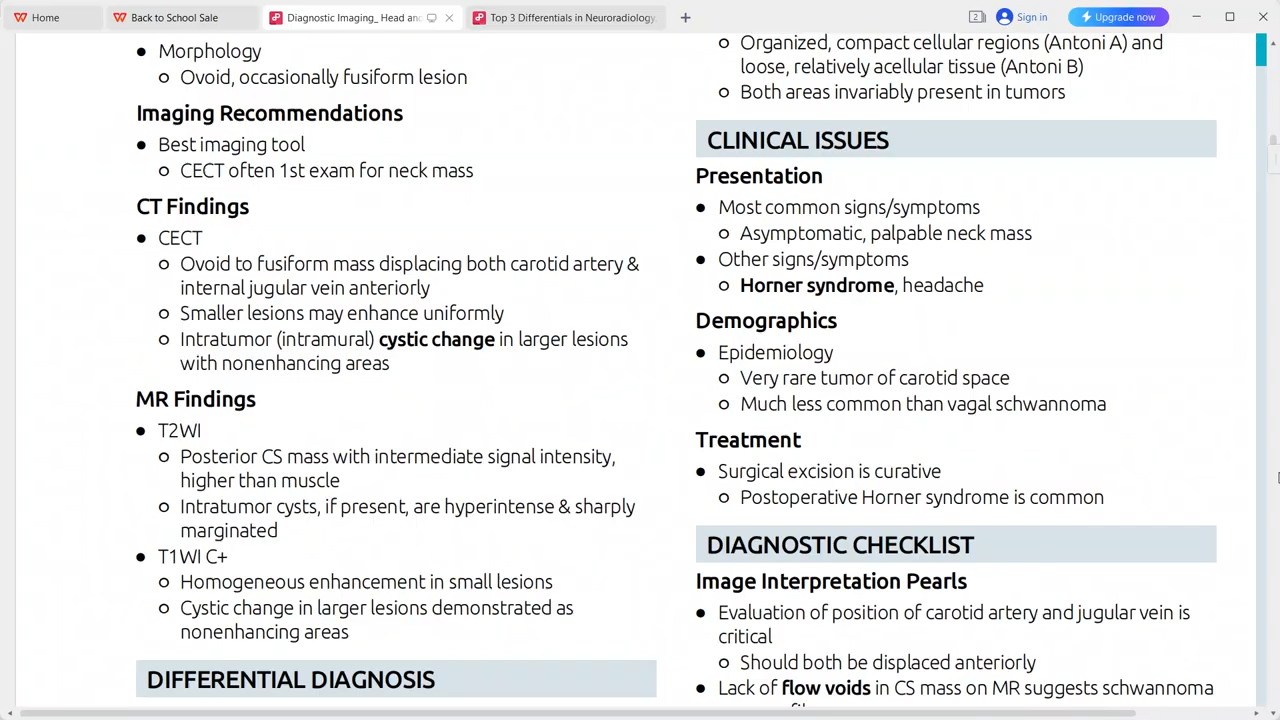 Home
Back to School Sale
Diagnostic Imaging_ Head an
Top 3 Differentials in Neuroradiology.
2
Sign in
Upgrade now
Morphology
Ovoid, occasionally fusiform lesion
Imaging Recommendations
Best imaging tool
CECT often 1st exam for neck mass
CT Findings
CECT
Ovoid to fusiform mass displacing both carotid artery &
internal jugular vein anteriorly
Smaller lesions may enhance uniformly
Intratumor (intramural) cystic change in larger lesions
with nonenhancing areas
MR Findings
T2WI
Posterior CS mass with intermediate signal intensity,
higher than muscle
Intratumor cysts, if present, are hyperintense & sharply
marginated
T1WI C+
Homogeneous enhancement in small lesions
Cystic change in larger lesions demonstrated as
nonenhancing areas
DIFFERENTIAL DIAGNOSIS
Organized, compact cellular regions (Antoni A) and
loose, relatively acellular tissue (Antoni B)
Both areas invariably present in tumors
CLINICAL ISSUES
Presentation
Most common signs/symptoms
Asymptomatic, palpable neck mass
Other signs/symptoms
Horner syndrome, headache
Demographics
Epidemiology
Very rare tumor of carotid space
Much less common than vagal schwannoma
Treatment
Surgical excision is curative
Postoperative Horner syndrome is common
DIAGNOSTIC CHECKLIST
Image Interpretation Pearls
Evaluation of position of carotid artery and jugular vein is
critical
Should both be displaced anteriorly
Lack of flow voids in CS mass on MR suggests schwannoma